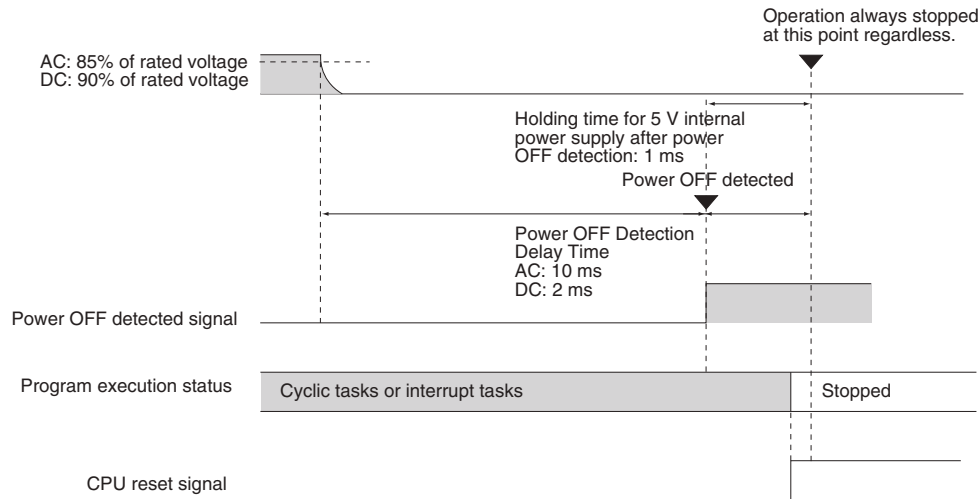 Operation always stopped
at this point regardless.
AC: 85% of rated voltage
DC: 90% of rated voltage
Holding time for 5 V internal
power supply after power
OFF detection: 1 ms
Power OFF detected
Power OFF Detection
Delay Time
AC: 10 ms
DC: 2 ms
Power OFF detected signal
Program execution status
Cyclic tasks or interrupt tasks
Stopped
CPU reset signal